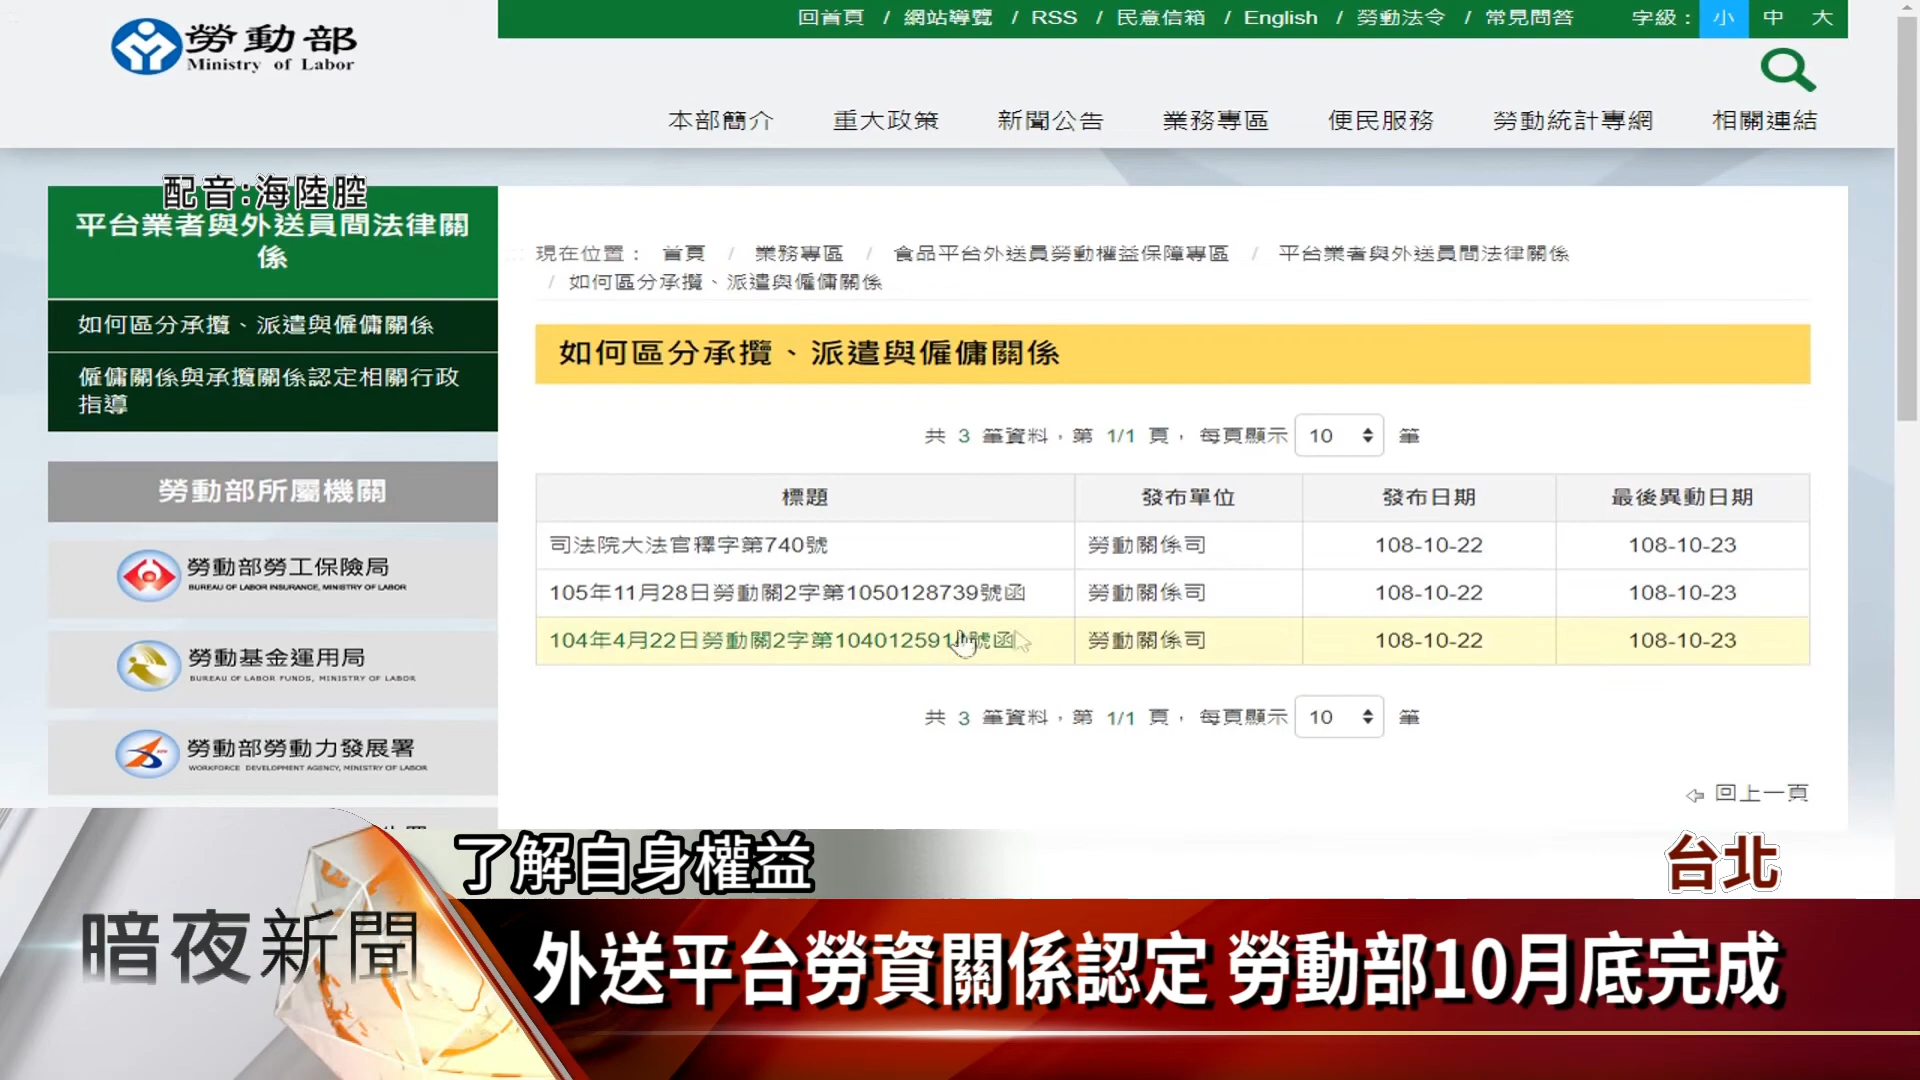 勞動部
Ministry of Labor
回首頁 / 網站導覽 / RSS / 民意信箱 / English / 勞動法令 / 常見問答 字級： 小 中 大
本部簡介 重大政策 新聞公告 業務專區 便民服務 勞動統計專網 相關連結
配音:海陸腔
平台業者與外送員間法律關
係
如何區分承攬、派遣與僱傭關係
僱傭關係與承攬關係認定相關行政
指導
勞動部所屬機關
勞動部勞工保險局
BUREAU OF LABOR INSURANCE, MINISTRY OF LABOR
勞動基金運用局
BUREAU OF LABOR FUNDS, MINISTRY OF LABOR
勞動部勞動力發展署
WORKFORCE DEVELOPMENT AGENCY, MINISTRY OF LABOR
現在位置： 首頁 / 業務專區 / 食品平台外送員勞動權益保障專區 / 平台業者與外送員間法律關係
/ 如何區分承攬、派遣與僱傭關係
如何區分承攬、派遣與僱傭關係
共 3 筆資料，第 1/1 頁， 每頁顯示 10 筆
標題 發布單位 發布日期 最後異動日期
司法院大法官釋字第740號 勞動關係司 108-10-22 108-10-23
105年11月28日勞動關2字第1050128739號函 勞動關係司 108-10-22 108-10-23
104年4月22日勞動關2字第104012591 號函 勞動關係司 108-10-22 108-10-23
共 3 筆資料，第 1/1 頁， 每頁顯示 10 筆
回上一頁
了解自身權益
台北
暗夜新聞
外送平台勞資關係認定 勞動部10月底完成